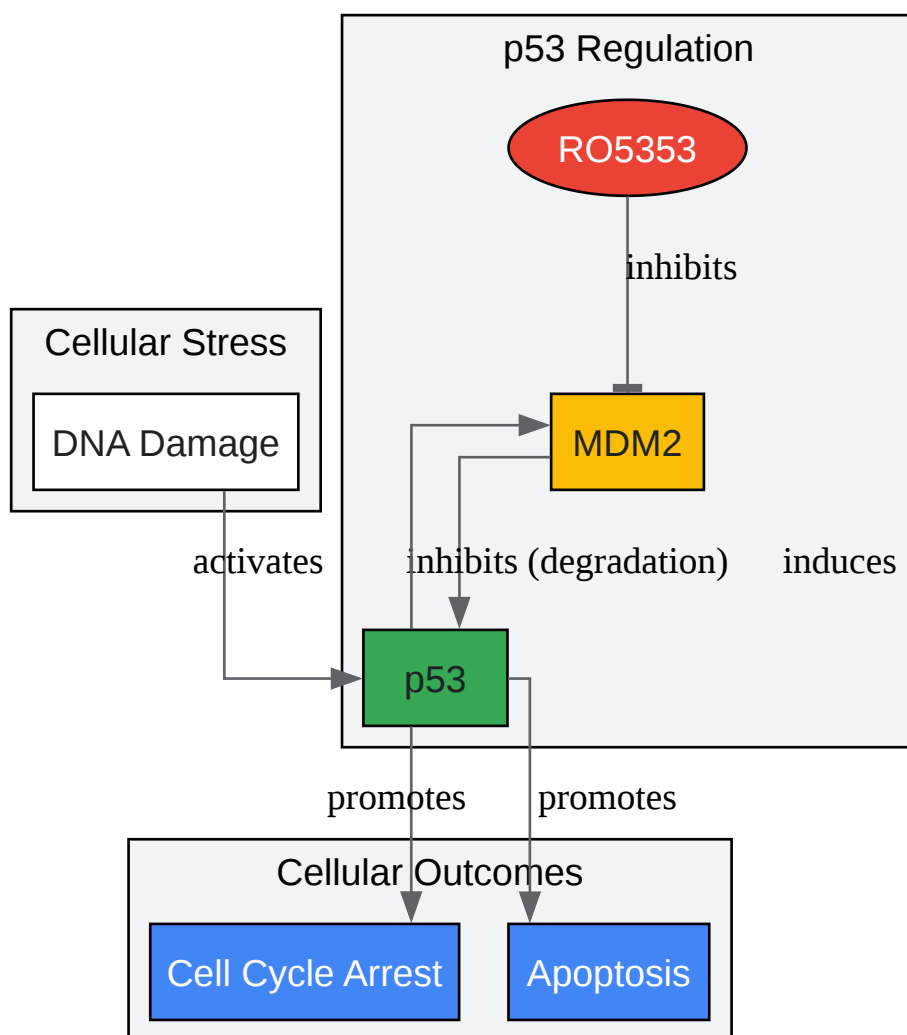 p53 Regulation
RO5353
inhibits
Cellular Stress
DNA Damage
MDM2
activates
inhibits (degradation)
induces
p53
promotes
promotes
Cellular Outcomes
Cell Cycle Arrest
Apoptosis